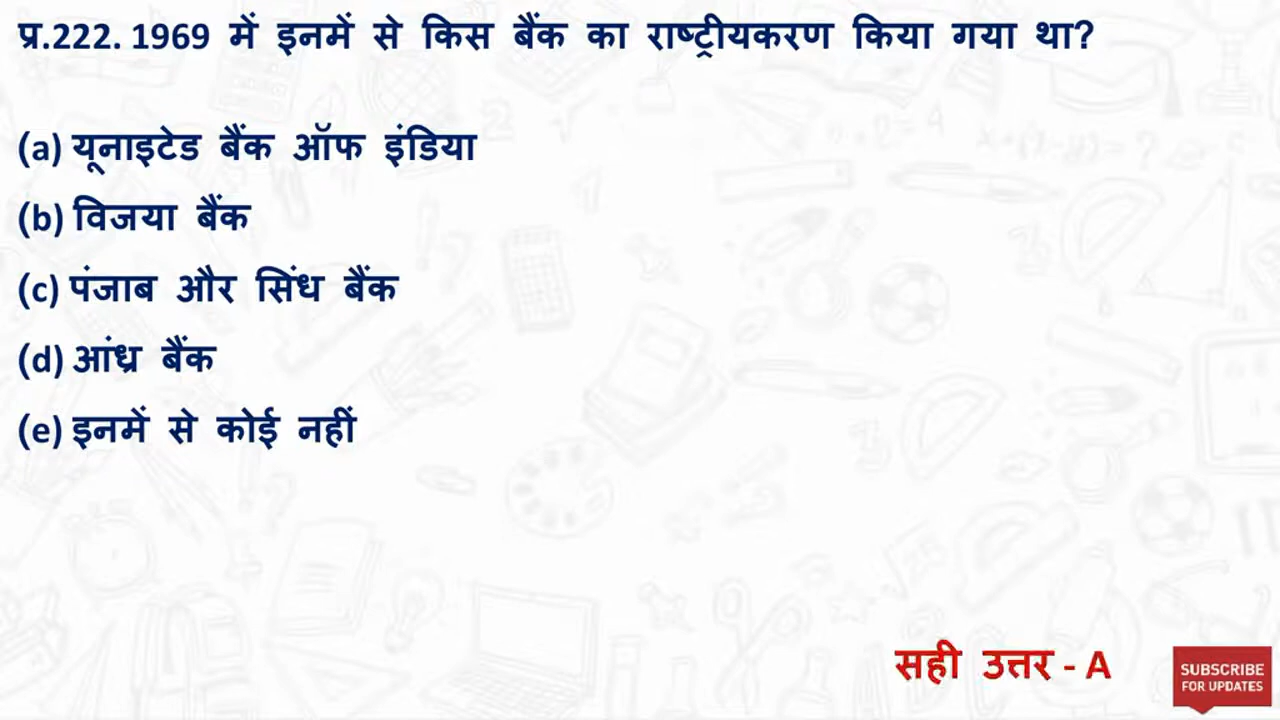 प्र.222. 1969 में इनमें से किस बैंक का राष्ट्रीयकरण किया गया था?
(a) यूनाइटेड बैंक ऑफ इंडिया
(b) विजया बैंक
(c) पंजाब और सिंध बैंक
(d) आंध्र बैंक
(e) इनमें से कोई नहीं
सही उत्तर - A
SUBSCRIBE
FOR UPDATES